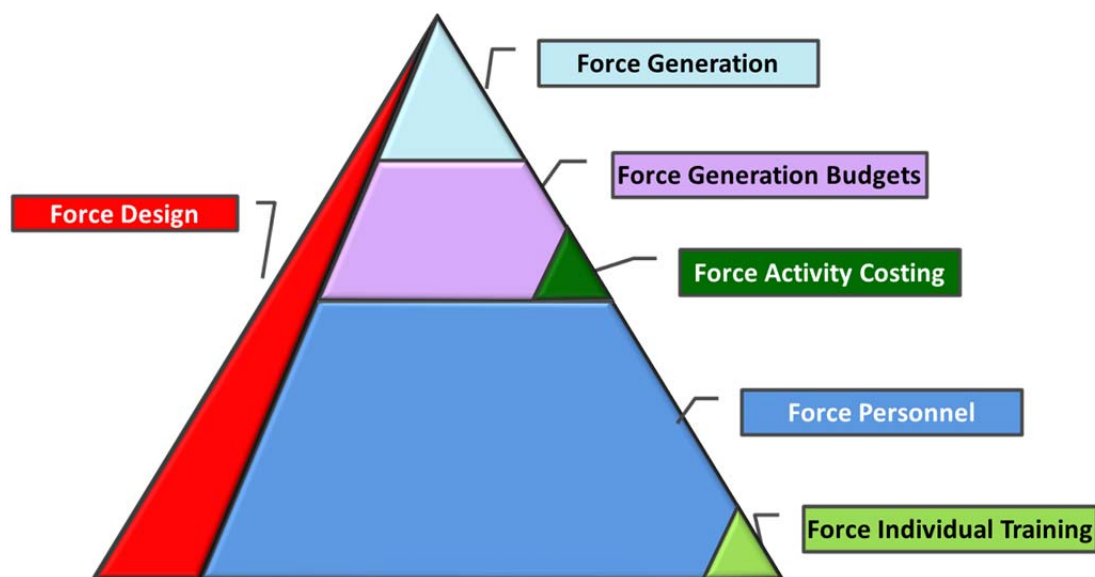 Force Generation
Force Generation Budgets
Force Design
Force Activity Costing
Force Personnel
Force Individual Training